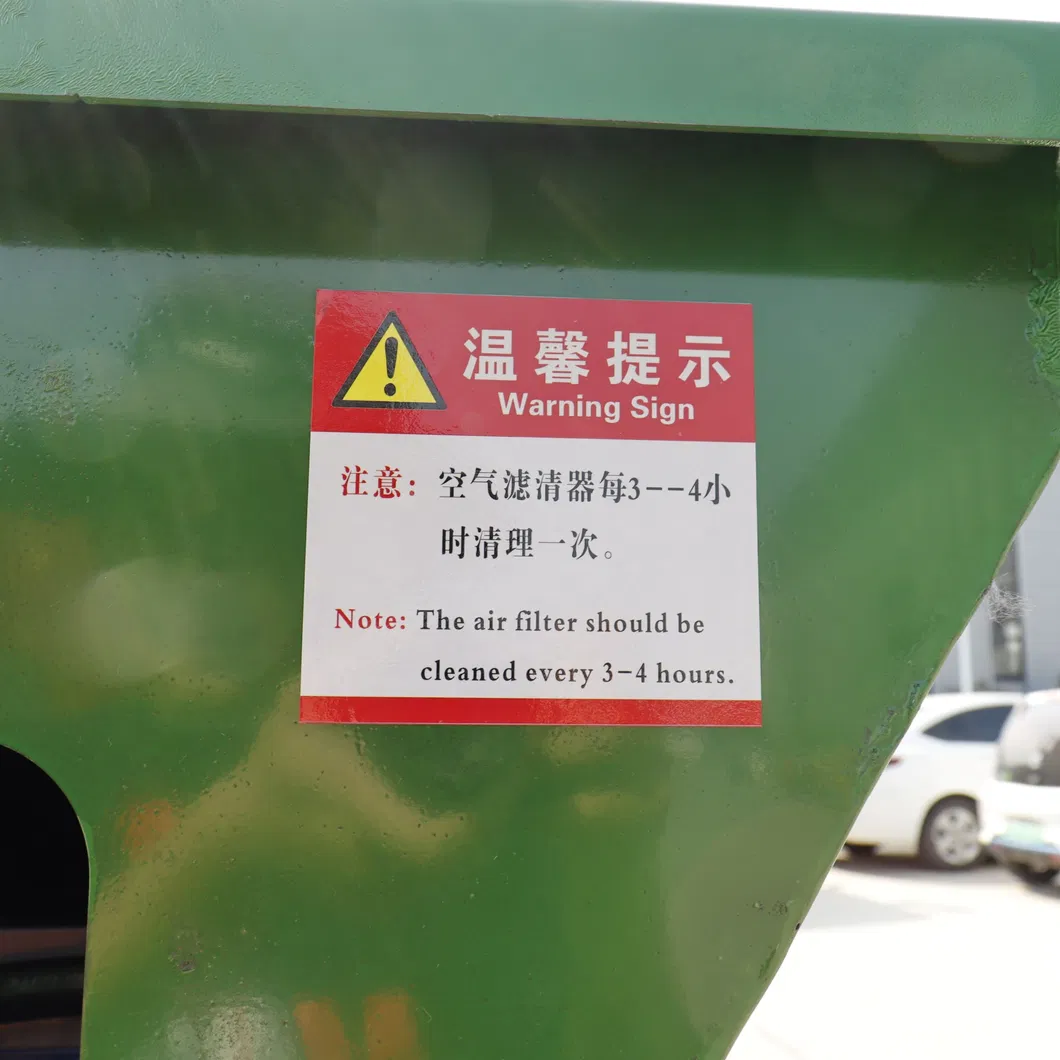 温馨提示
Warning Sign
注意：空气滤清器每3--4小
时清理一次。
Note: The air filter should be
cleaned every 3-4 hours.